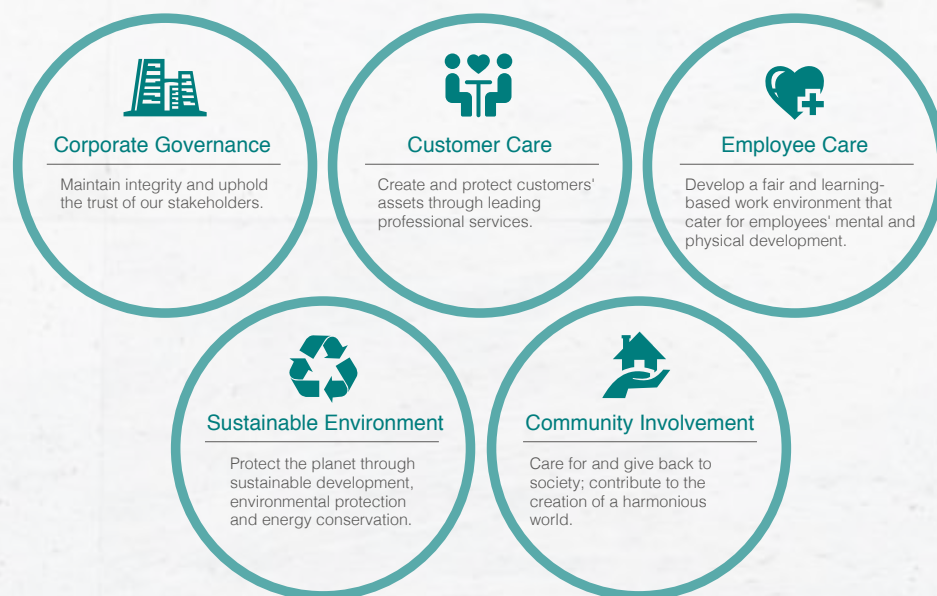 Corporate Governance
Maintain integrity and uphold
the trust of our stakeholders.
Customer Care
Create and protect customers'
assets through leading
professional services.
Employee Care
Develop a fair and learning-
based work environment that
cater for employees' mental and
physical development.
Sustainable Environment
Protect the planet through
sustainable development,
environmental protection
and energy conservation.
Community Involvement
Care for and give back to
society; contribute to the
creation of a harmonious
world.